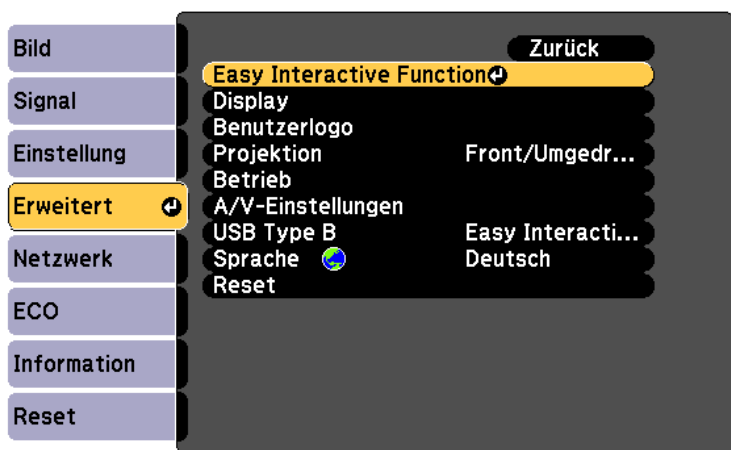 Bild
Signal
Einstellung
Erweitert
Netzwerk
ECO
Information
Reset
Zurück
Easy Interactive Function
Display
Benutzerlogo
Projektion Front/Umgedr...
Betrieb
A/V-Einstellungen
USB Type B Easy Interacti...
Sprache Deutsch
Reset